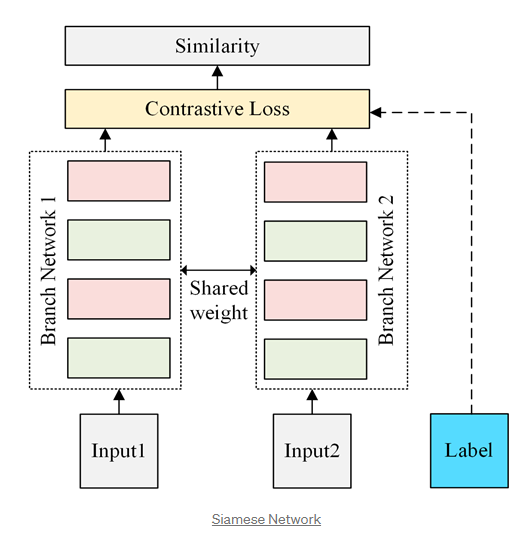 Similarity
Contrastive Loss
Branch Network 1
Shared
weight
Branch Network 2
Input1
Input2
Label
Siamese Network